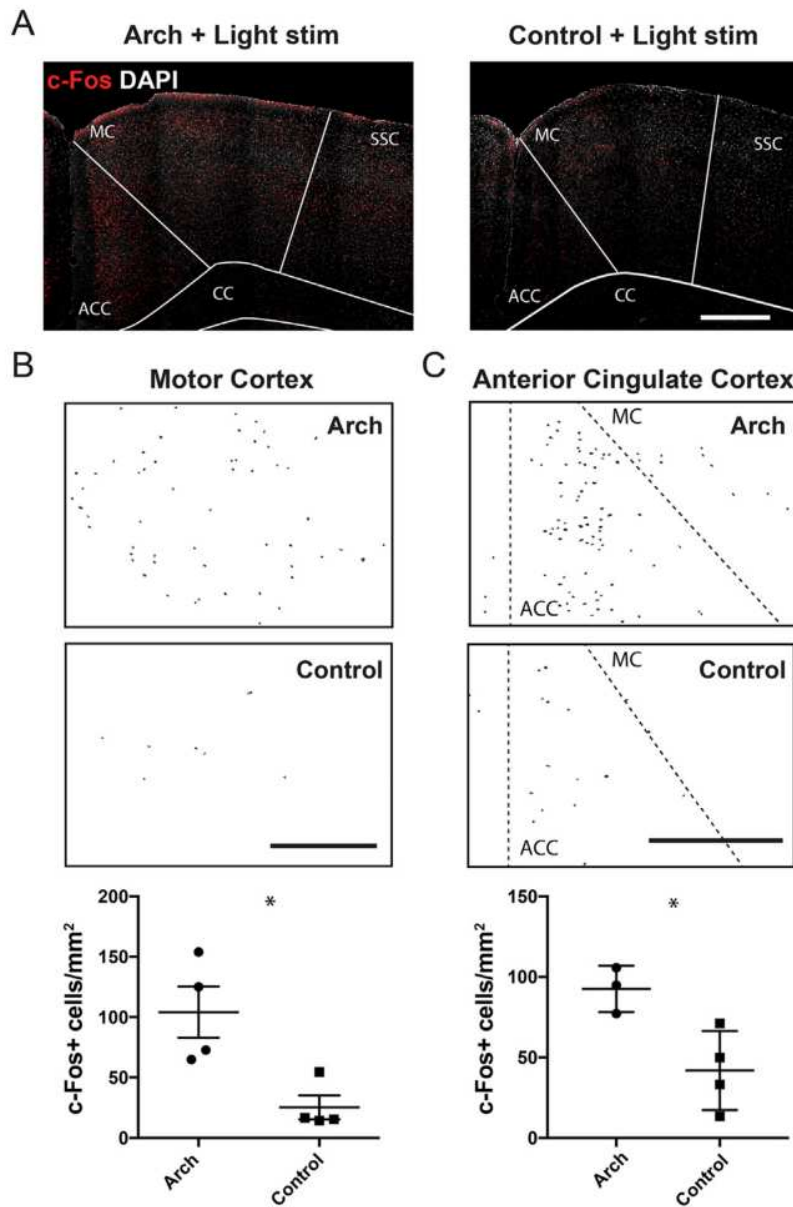 A
Arch + Light stim
Control + Light stim
c-Fos DAPI
MC
SSC
ACC
CC
MC
SSC
ACC
CC
B
Motor Cortex
Arch
Control
C
Anterior Cingulate Cortex
MC
Arch
ACC
MC
Control
ACC
c-Fos+ cells/mm²
200
150
100
50
0
*
Arch
Control
c-Fos+ cells/mm²
150
100
50
0
*
Arch
Control